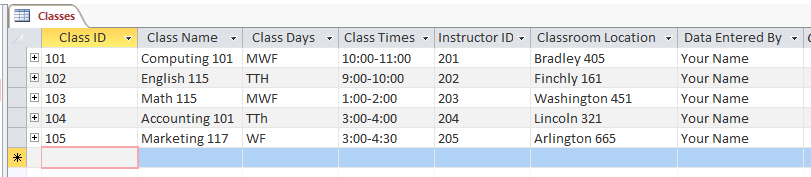 Classes
Class ID Class Name Class Days Class Times Instructor ID Classroom Location Data Entered By
101 Computing 101 MWF 10:00-11:00 201 Bradley 405 Your Name
102 English 115 TTH 9:00-10:00 202 Finchly 161 Your Name
103 Math 115 MWF 1:00-2:00 203 Washington 451 Your Name
104 Accounting 101 TTh 3:00-4:00 204 Lincoln 321 Your Name
105 Marketing 117 WF 3:00-4:30 205 Arlington 665 Your Name